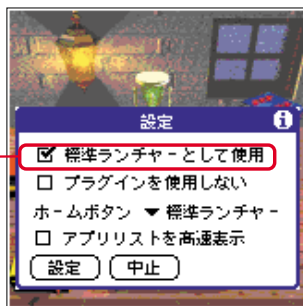 設定
標準ランチャーとして使用
プラグインを使用しない
ホームボタン ▼ 標準ランチャー
アプリリストを高速表示
設定 中止